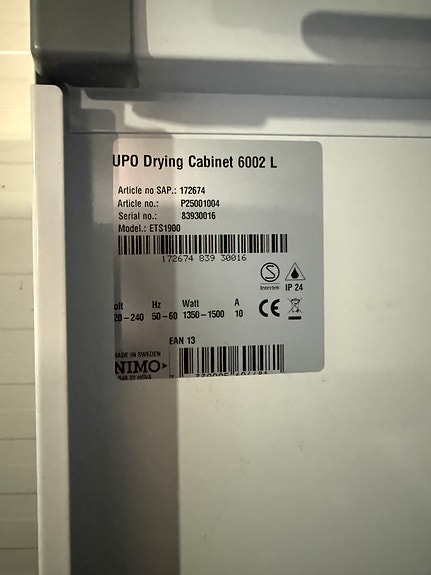 UPO Drying Cabinet 6002 L
Article no SAP.: 172674
Article no.: P25001004
Serial no.: 83930016
Model.: ETS1900
172674 839 30016
Intertek IP 24
olt Hz Watt A
20-240 50-60 1350-1500 10
CE
EAN 13
MADE IN SWEDEN
NIMO